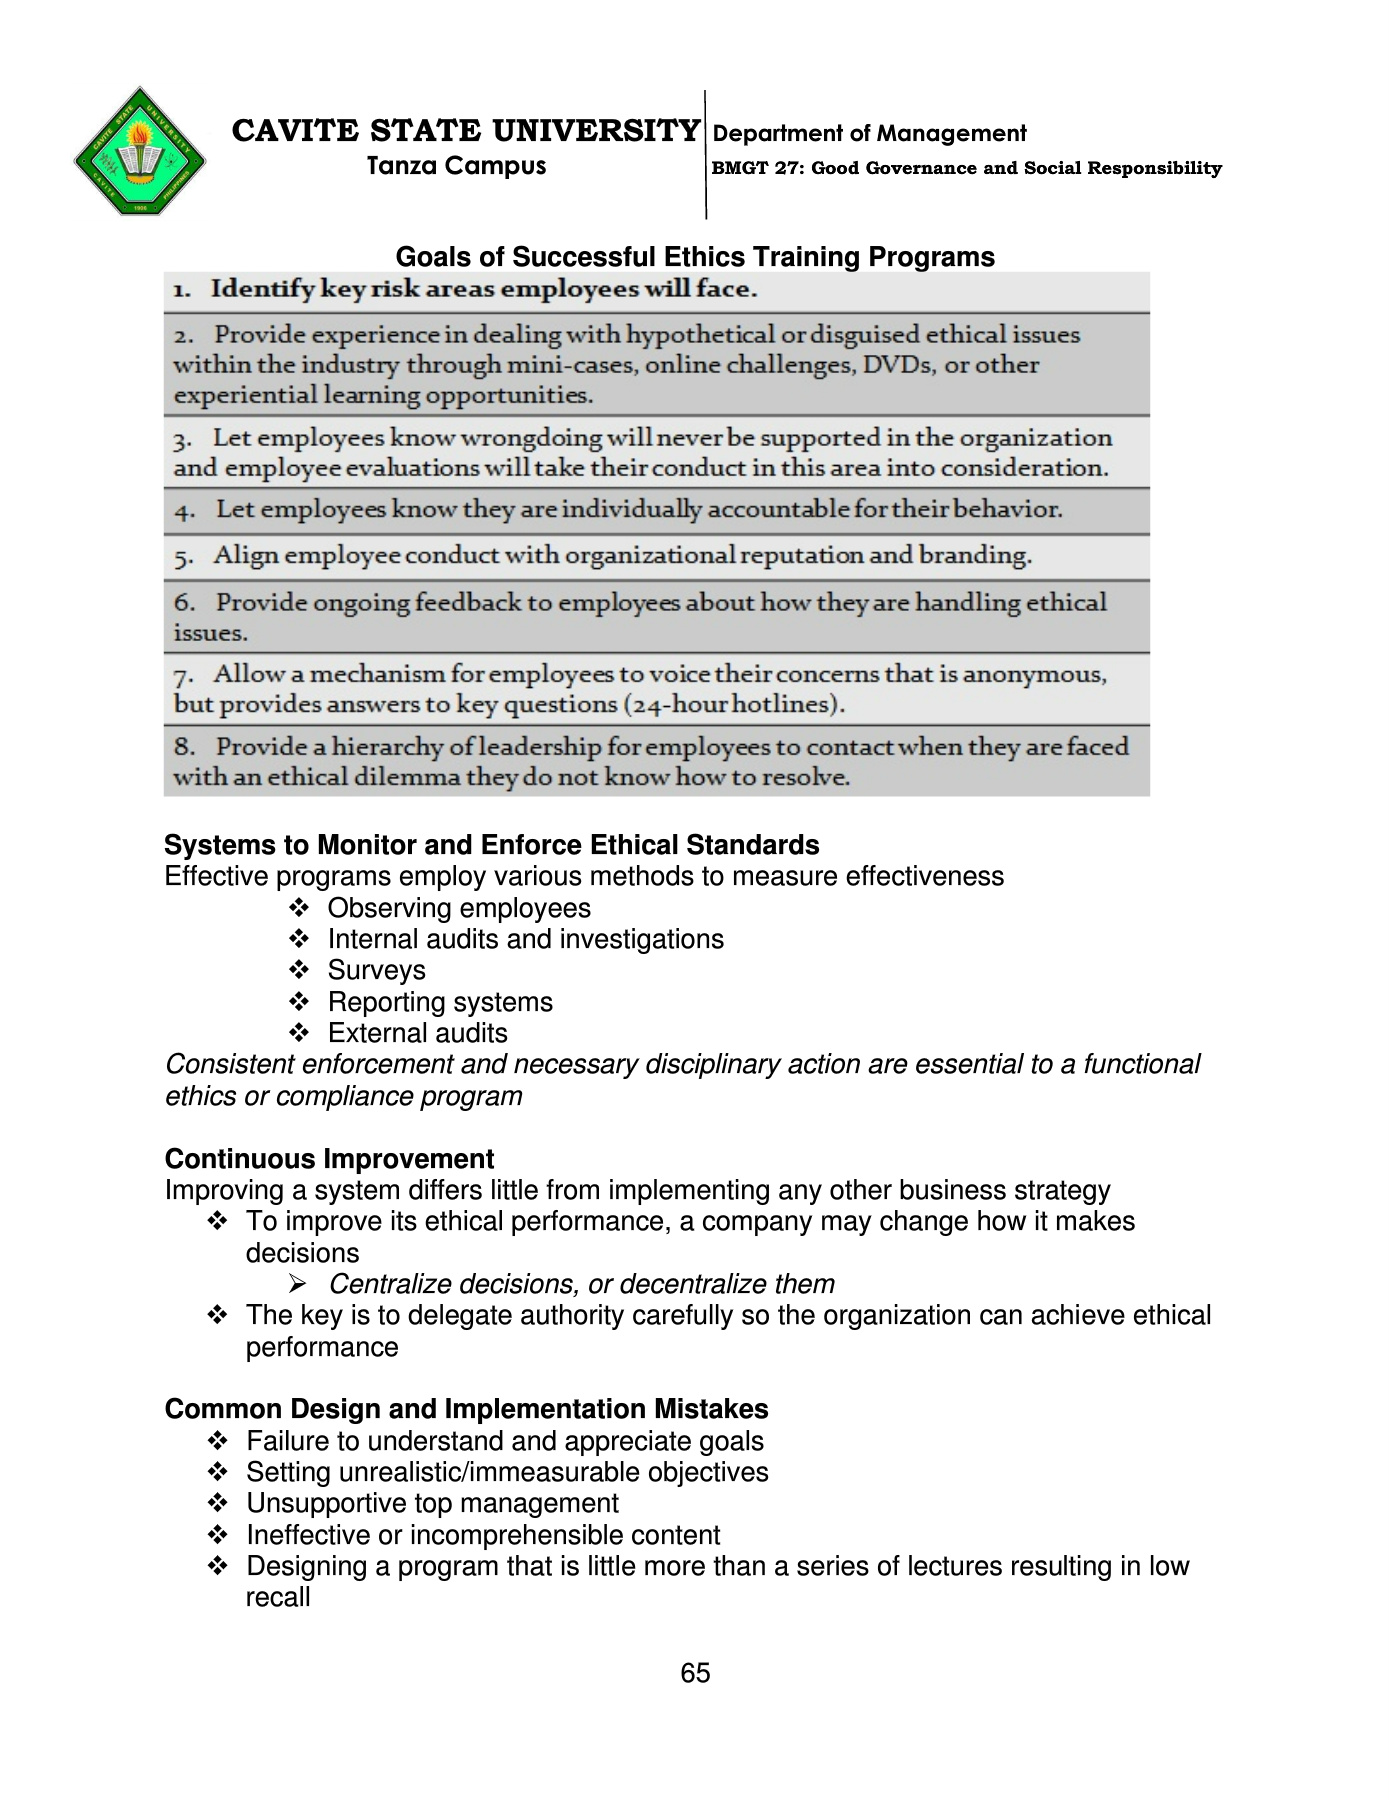 CAVITE STATE UNIVERSITY
Tanza Campus
Department of Management
BMGT 27: Good Governance and Social Responsibility
CAVITE STATE UNIVERSITY
CAVITE
PHILIPPINES
1906
Goals of Successful Ethics Training Programs
1. Identify key risk areas employees will face.
2. Provide experience in dealing with hypothetical or disguised ethical issues
within the industry through mini-cases, online challenges, DVDs, or other
experiential learning opportunities.
3. Let employees know wrongdoing will never be supported in the organization
and employee evaluations will take their conduct in this area into consideration.
4. Let employees know they are individually accountable for their behavior.
5. Align employee conduct with organizational reputation and branding.
6. Provide ongoing feedback to employees about how they are handling ethical
issues.
7. Allow a mechanism for employees to voice their concerns that is anonymous,
but provides answers to key questions (24-hour hotlines).
8. Provide a hierarchy of leadership for employees to contact when they are faced
with an ethical dilemma they do not know how to resolve.
Systems to Monitor and Enforce Ethical Standards
Effective programs employ various methods to measure effectiveness
❖ Observing employees
❖ Internal audits and investigations
❖ Surveys
❖ Reporting systems
❖ External audits
Consistent enforcement and necessary disciplinary action are essential to a functional
ethics or compliance program
Continuous Improvement
Improving a system differs little from implementing any other business strategy
❖ To improve its ethical performance, a company may change how it makes
decisions
➢ Centralize decisions, or decentralize them
❖ The key is to delegate authority carefully so the organization can achieve ethical
performance
Common Design and Implementation Mistakes
❖ Failure to understand and appreciate goals
❖ Setting unrealistic/immeasurable objectives
❖ Unsupportive top management
❖ Ineffective or incomprehensible content
❖ Designing a program that is little more than a series of lectures resulting in low
recall
65